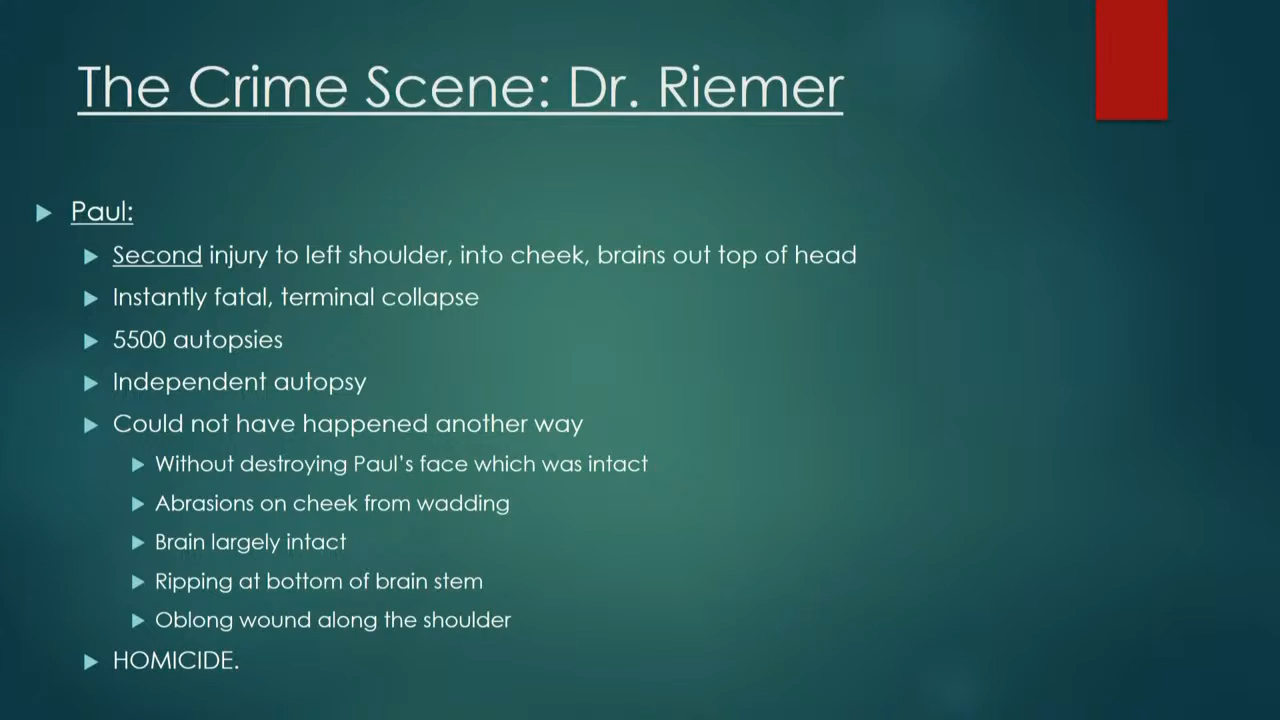 The Crime Scene: Dr. Riemer
Paul:
Second injury to left shoulder, into cheek, brains out top of head
Instantly fatal, terminal collapse
5500 autopsies
Independent autopsy
Could not have happened another way
Without destroying Paul's face which was intact
Abrasions on cheek from wadding
Brain largely intact
Ripping at bottom of brain stem
Oblong wound along the shoulder
HOMICIDE.